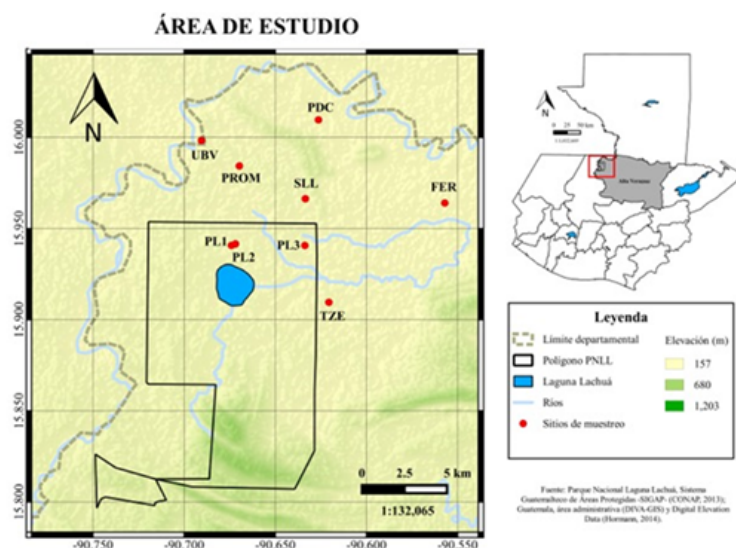 ÁREA DE ESTUDIO
N
PDC
UBV
PROM
SLL
FER
PL1
PL2
PL3
TZE
16.000
15.950
15.900
15.850
15.800
0 2.5 5 km
1:132,065
-90.750
-90.700
-90.650
-90.600
-90.550
N
0 25 50 km
Alta Verapaz
Leyenda
Límite departamental
Polígono PNLL
Laguna Lachuá
Ríos
Sitios de muestreo
Elevación (m)
157
680
1,203
Fuente: Parque Nacional Laguna Lachuá, Sistema
Guatemalteco de Áreas Protegidas -SIGAP- (CONAP, 2013);
Guatemala, área administrativa (DIVA-GIS) y Digital Elevation
Data (Hormann, 2014).